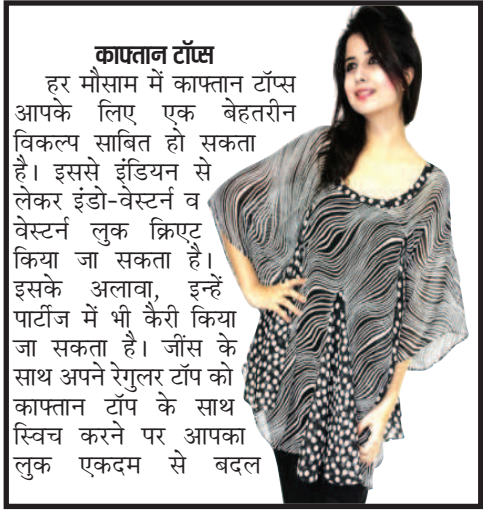 काफ्तान टॉप्स
हर मौसाम में काफ्तान टॉप्स
आपके लिए एक बेहतरीन
विकल्प साबित हो सकता
है। इससे इंडियन से
लेकर इंडो-वेस्टर्न व
वेस्टर्न लुक क्रिएट
किया जा सकता है।
इसके अलावा, इन्हें
पार्टीज में भी कैरी किया
जा सकता है। जींस के
साथ अपने रेगुलर टॉप को
काफ्तान टॉप के साथ
स्विच करने पर आपका
लुक एकदम से बदल